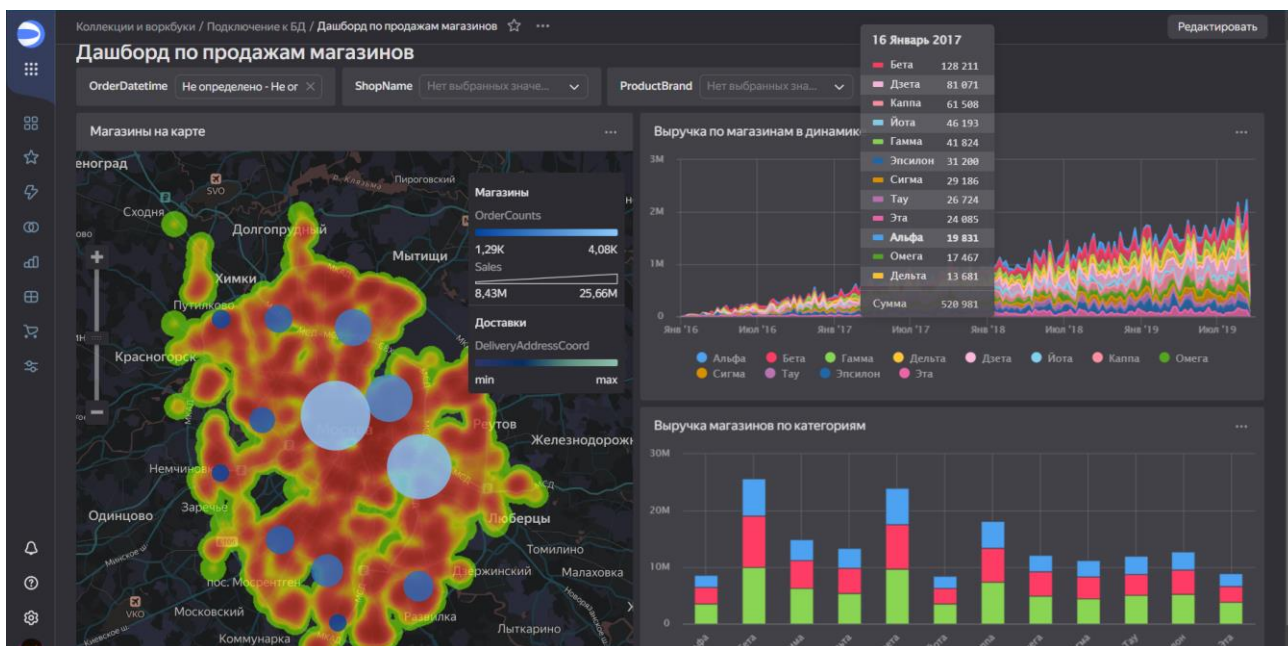 Коллекции и воркбуки / Подключение к БД / Дашборд по продажам магазинов
Редактировать
Дашборд по продажам магазинов
OrderDatetime Не определено - Не ог
ShopName Нет выбранных значе...
ProductBrand Нет выбранных зна...
Магазины на карте
еноград
SVO
р. Клязьма
Пироговский
Сходня
Долгопрудный
Мытищи
Химки
Путилково
Красногорск
Москва
Реутов
Железнодорож
Немчиновк
Заречье
Одинцово
Люберцы
Томилино
Минское ш.
пос. Мосрентген
Дзержинский
Малаховка
VKO
Московский
Развилка
Лыткарино
Коммунарка
МКАД
Киевское ш.
Магазины
OrderCounts
1,29K 4,08K
Sales
8,43M 25,66M
Доставки
DeliveryAddressCoord
min max
Выручка по магазинам в динамик
16 Январь 2017
Бета 128 211
Дзета 81 071
Каппа 61 508
Йота 46 193
Гамма 41 824
Эпсилон 31 200
Сигма 29 186
Тау 26 724
Эта 24 085
Альфа 19 831
Омега 17 467
Дельта 13 681
Сумма 520 981
3M
2M
1M
0
Янв '16 Июл '16 Янв '17 Июл '17 Янв '18 Июл '18 Янв '19 Июл '19
Альфа Бета Гамма Дельта Дзета Йота Каппа Омега
Сигма Тау Эпсилон Эта
Выручка магазинов по категориям
30M
20M
10M
0